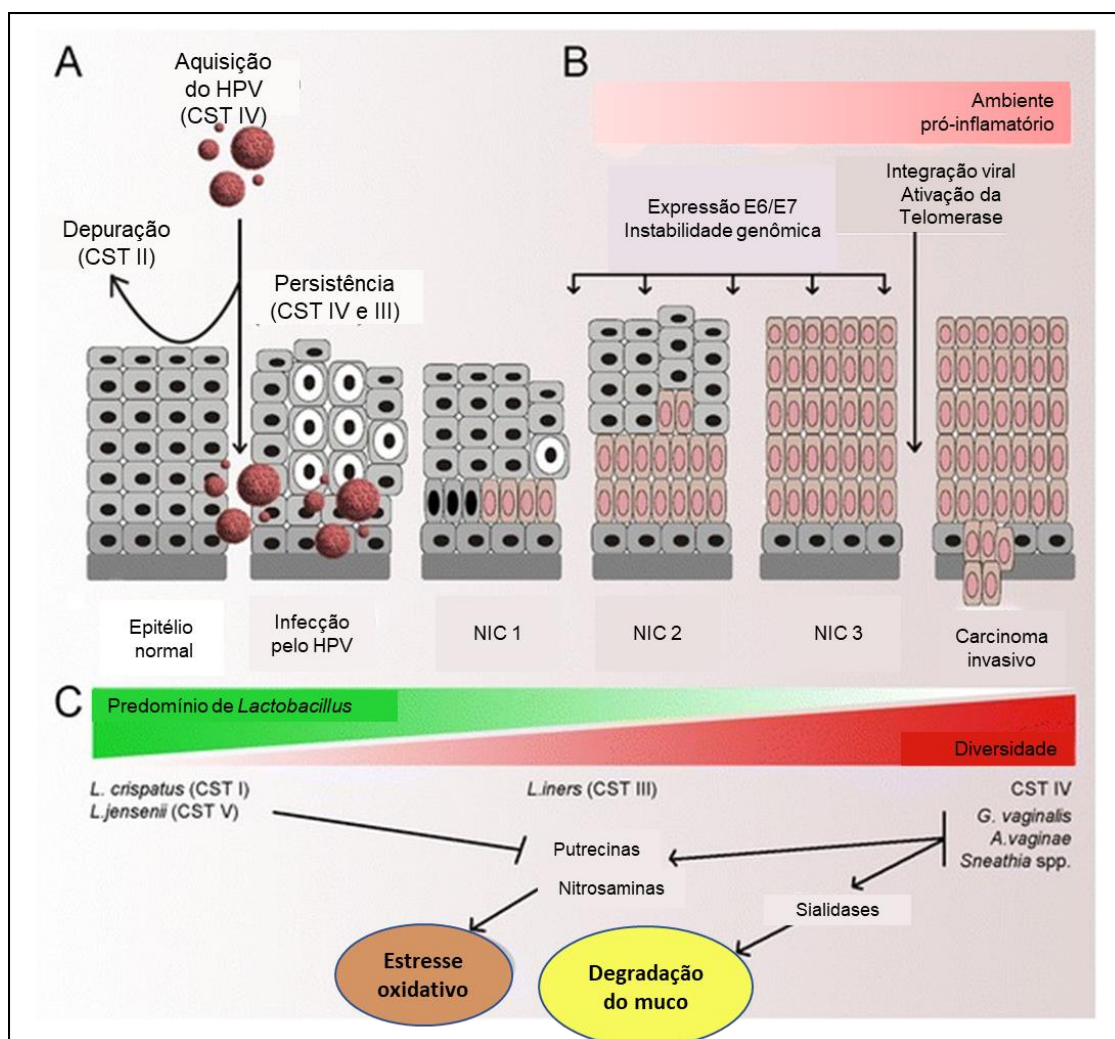 A
Aquisição
do HPV
(CST IV)
Depuração
(CST II)
Persistência
(CST IV e III)
B
Ambiente
pró-inflamatório
Expressão E6/E7
Instabilidade genômica
Integração viral
Ativação da
Telomerase
Epitélio
normal
Infecção
pelo HPV
NIC 1
NIC 2
NIC 3
Carcinoma
invasivo
C
Predomínio de Lactobacillus
Diversidade
L. crispatus (CST I)
L.jensenii (CST V)
L.iners (CST III)
CST IV
G. vaginalis
A.vaginae
Sneathia spp.
Putrecinas
Nitrosaminas
Sialidases
Estresse
oxidativo
Degradação
do muco